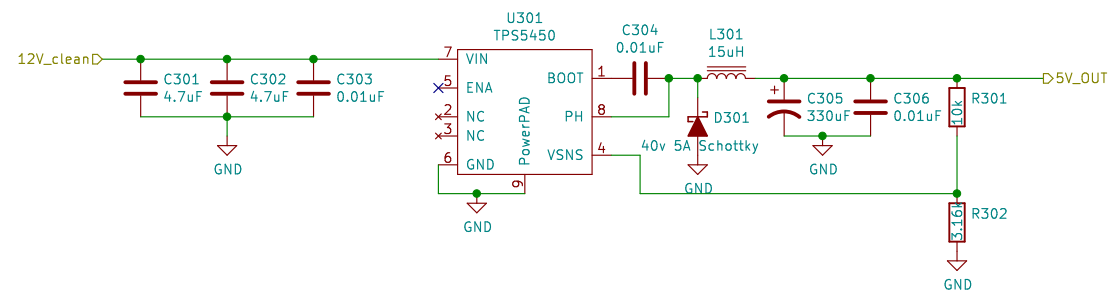 U301
TPS5450
12V_clean
C301
4.7uF
C302
4.7uF
C303
0.01uF
GND
7
VIN
5
ENA
2
NC
3
NC
6
GND
PowerPAD
9
BOOT
1
PH
8
VSNS
4
GND
C304
0.01uF
L301
15uH
D301
40v 5A Schottky
GND
+
C305
330uF
C306
0.01uF
GND
5V_OUT
R301
10k
R302
3.16k
GND